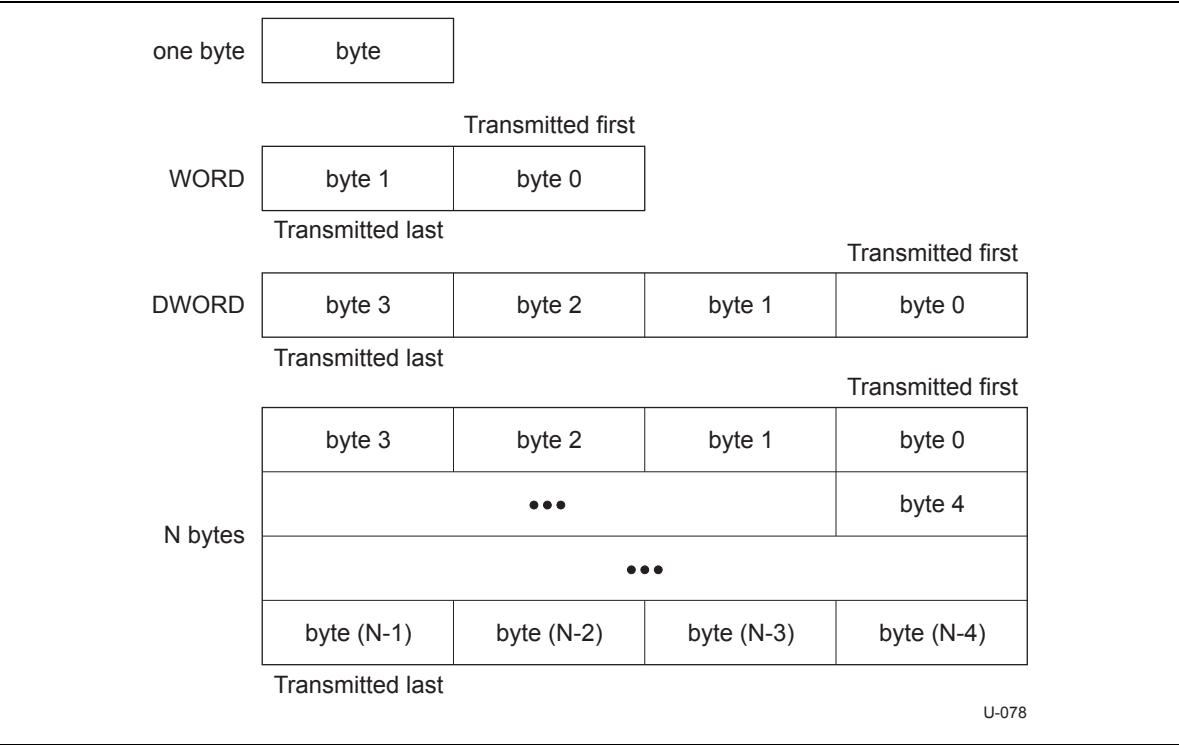 one byte byte
Transmitted first
WORD byte 1 byte 0
Transmitted last
Transmitted first
DWORD byte 3 byte 2 byte 1 byte 0
Transmitted last
Transmitted first
byte 3 byte 2 byte 1 byte 0
••• byte 4
N bytes
•••
byte (N-1) byte (N-2) byte (N-3) byte (N-4)
Transmitted last
U-078